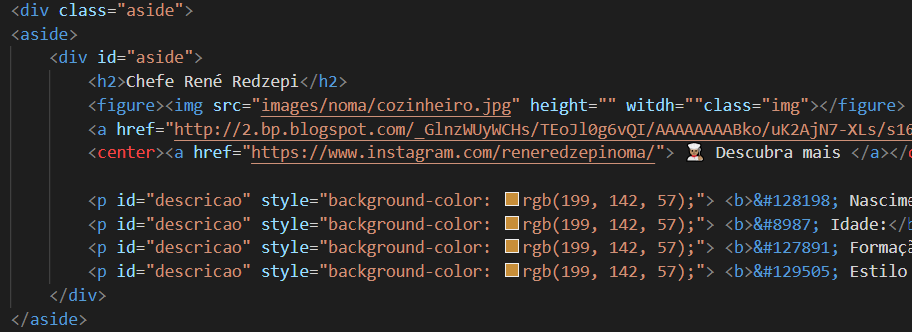 <div class="aside">
<aside>
<div id="aside">
<h2>Chefe René Redzepi</h2>
<figure><img src="images/noma/cozinheiro.jpg" height="" witdh=""class="img"></figure>
<a href="http://2.bp.blogspot.com/_GlnzWUyWCHs/TEoJl0g6vQI/AAAAAAAABko/uK2AjN7-XLs/s16
<center><a href="https://www.instagram.com/reneredzepinoma/"> 👩🏽‍🍳 Descubra mais </a></c
<p id="descricao" style="background-color: rgb(199, 142, 57);"> <b>&#128198; Nascime
<p id="descricao" style="background-color: rgb(199, 142, 57);"> <b>&#8987; Idade:</b
<p id="descricao" style="background-color: rgb(199, 142, 57);"> <b>&#127891; Formaçã
<p id="descricao" style="background-color: rgb(199, 142, 57);"> <b>&#129505; Estilo
</div>
</aside>